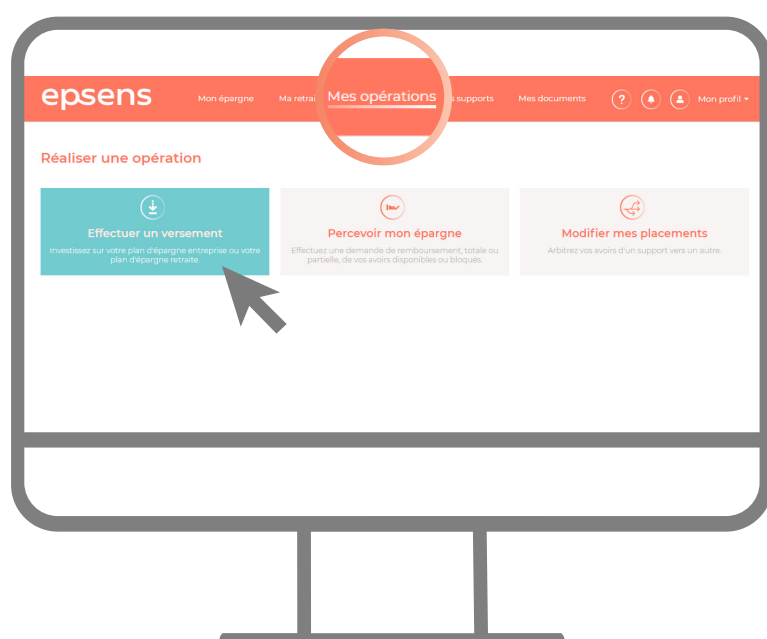 epsens
Mon épargne
Ma retrai
Mes opérations
supports
Mes documents
?
Mon profil
Réaliser une opération
Effectuer un versement
Investissez sur votre plan d'épargne entreprise ou votre
plan d'épargne retraite.
Percevoir mon épargne
Effectuez une demande de remboursement, totale ou
partielle, de vos avoirs disponibles ou bloqués.
Modifier mes placements
Arbitrez vos avoirs d'un support vers un autre.